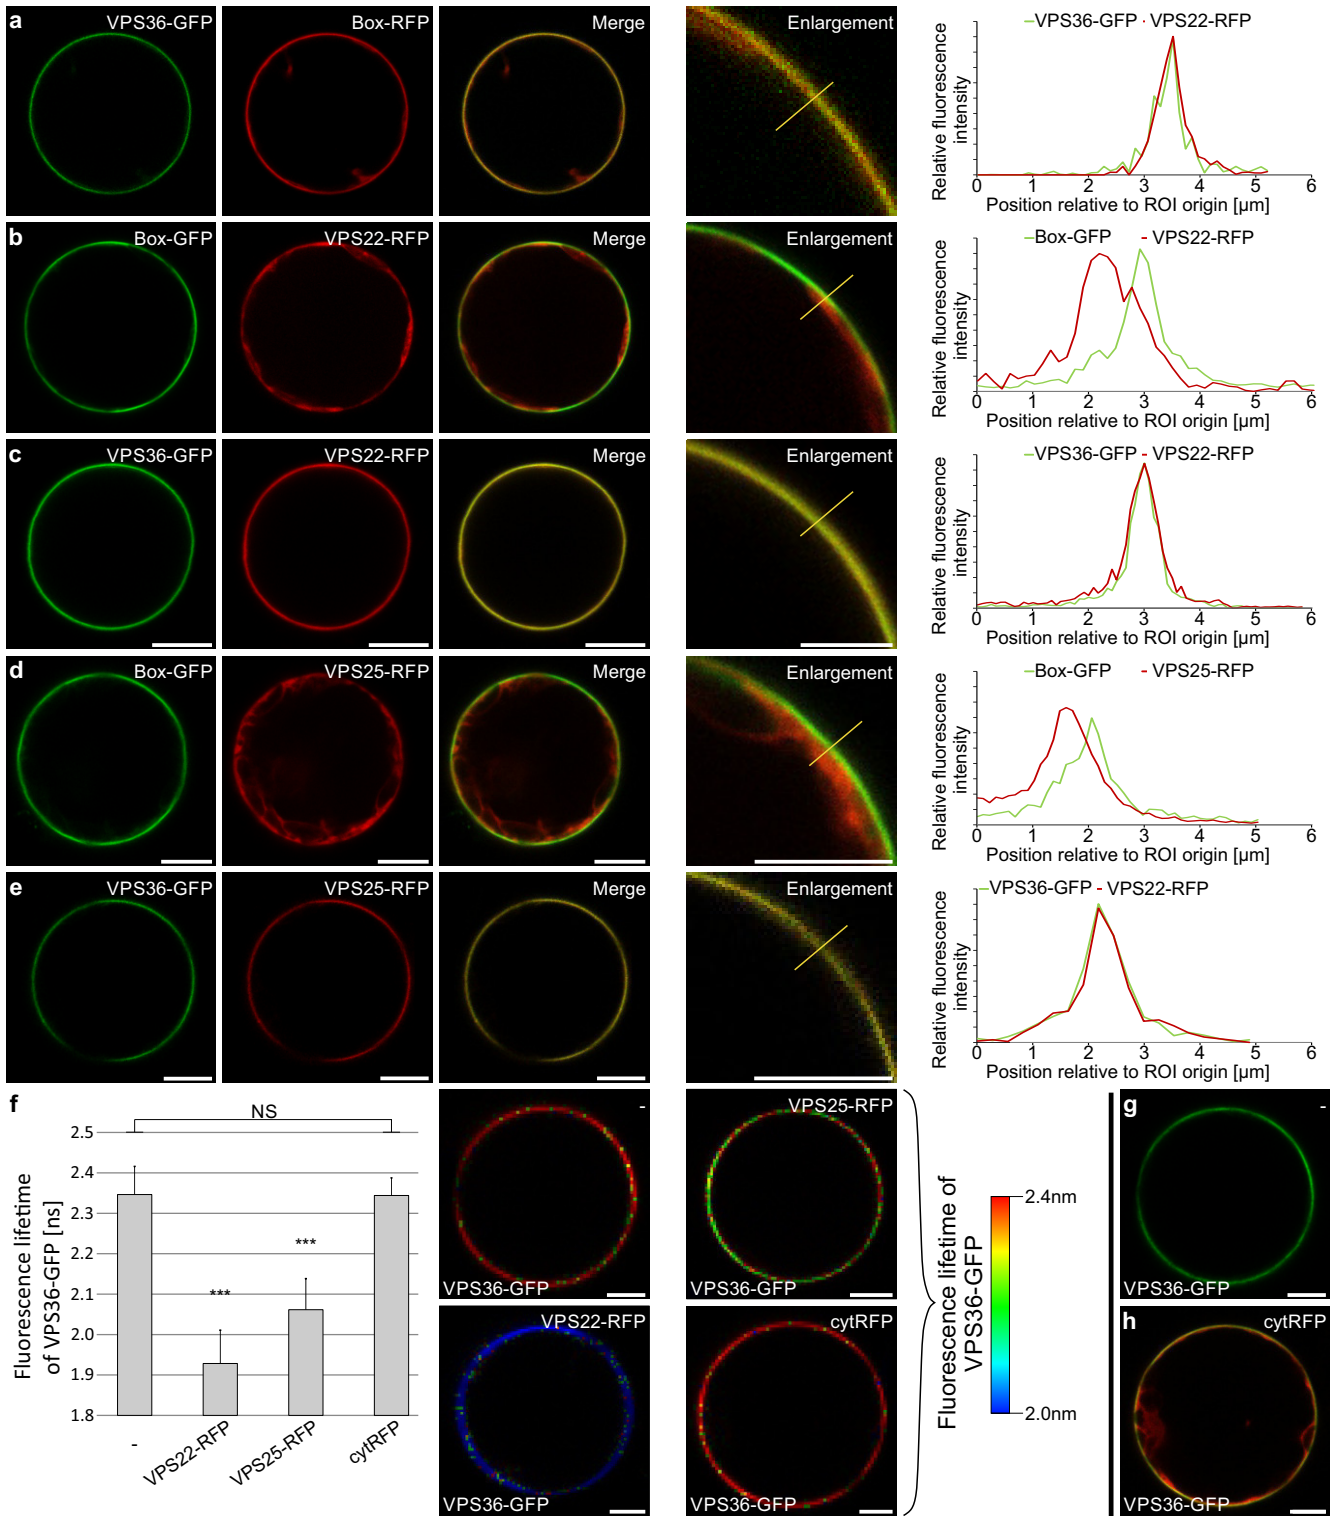 a VPS36-GFP Box-RFP Merge Enlargement
VPS36-GFP VPS22-RFP
Relative fluorescence
intensity
0 1 2 3 4 5 6
Position relative to ROI origin [µm]
b Box-GFP VPS22-RFP Merge Enlargement
Box-GFP VPS22-RFP
Relative fluorescence
intensity
0 1 2 3 4 5 6
Position relative to ROI origin [µm]
c VPS36-GFP VPS22-RFP Merge Enlargement
VPS36-GFP VPS22-RFP
Relative fluorescence
intensity
0 1 2 3 4 5 6
Position relative to ROI origin [µm]
d Box-GFP VPS25-RFP Merge Enlargement
Box-GFP VPS25-RFP
Relative fluorescence
intensity
0 1 2 3 4 5 6
Position relative to ROI origin [µm]
e VPS36-GFP VPS25-RFP Merge Enlargement
VPS36-GFP VPS22-RFP
Relative fluorescence
intensity
0 1 2 3 4 5 6
Position relative to ROI origin [µm]
f
NS
Fluorescence lifetime
of VPS36-GFP [ns]
2.5
2.4
2.3
2.2
2.1
2.0
1.9
1.8
***
***
- VPS22-RFP VPS25-RFP cytRFP
-
VPS36-GFP
VPS25-RFP
VPS36-GFP
VPS22-RFP
VPS36-GFP
cytRFP
VPS36-GFP
Fluorescence lifetime of
VPS36-GFP
2.4nm
2.0nm
g -
VPS36-GFP
h cytRFP
VPS36-GFP